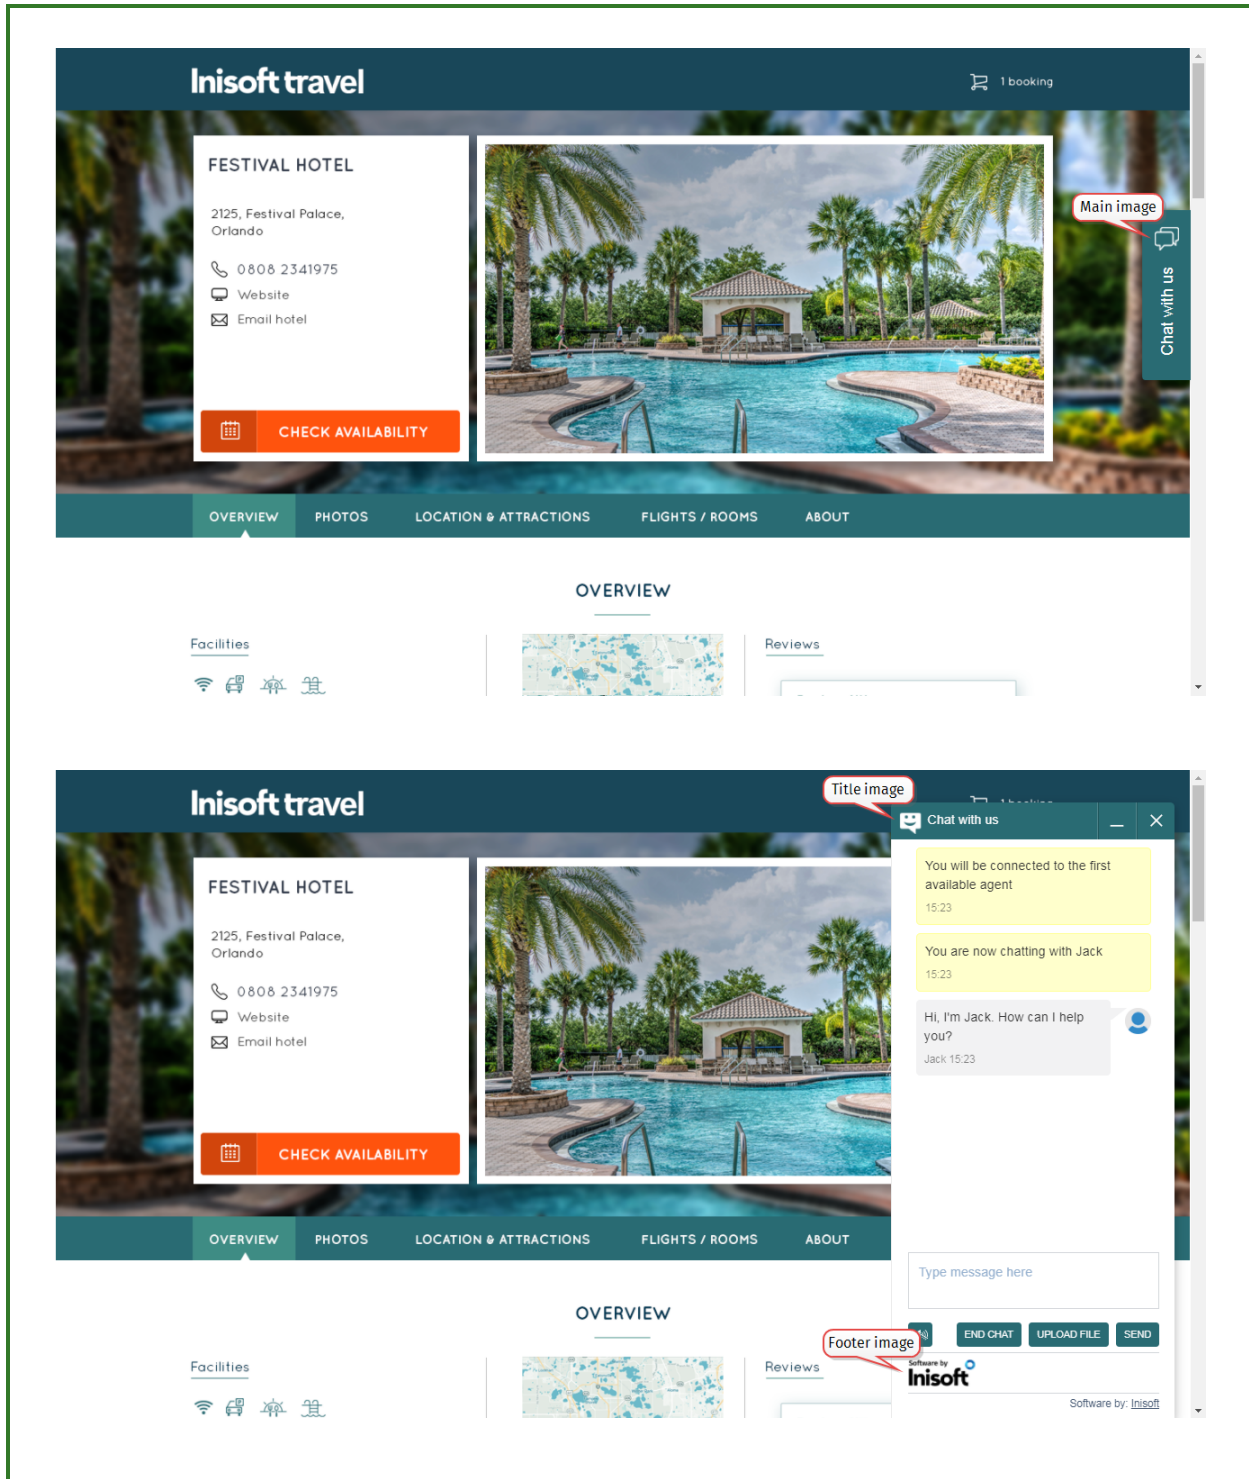 Inisoft travel
1 booking
FESTIVAL HOTEL
2125, Festival Palace,
Orlando
0808 2341975
Website
Email hotel
CHECK AVAILABILITY
Main image
Chat with us
OVERVIEW PHOTOS LOCATION & ATTRACTIONS FLIGHTS / ROOMS ABOUT
OVERVIEW
Facilities
Reviews
Inisoft travel
Title image
Chat with us
FESTIVAL HOTEL
2125, Festival Palace,
Orlando
0808 2341975
Website
Email hotel
CHECK AVAILABILITY
You will be connected to the first
available agent
15:23
You are now chatting with Jack
15:23
Hi, I'm Jack. How can I help
you?
Jack 15:23
OVERVIEW PHOTOS LOCATION & ATTRACTIONS FLIGHTS / ROOMS ABOUT
Type message here
OVERVIEW
END CHAT UPLOAD FILE SEND
Footer image
Facilities
Reviews
Software by
Inisoft
Software by: Inisoft